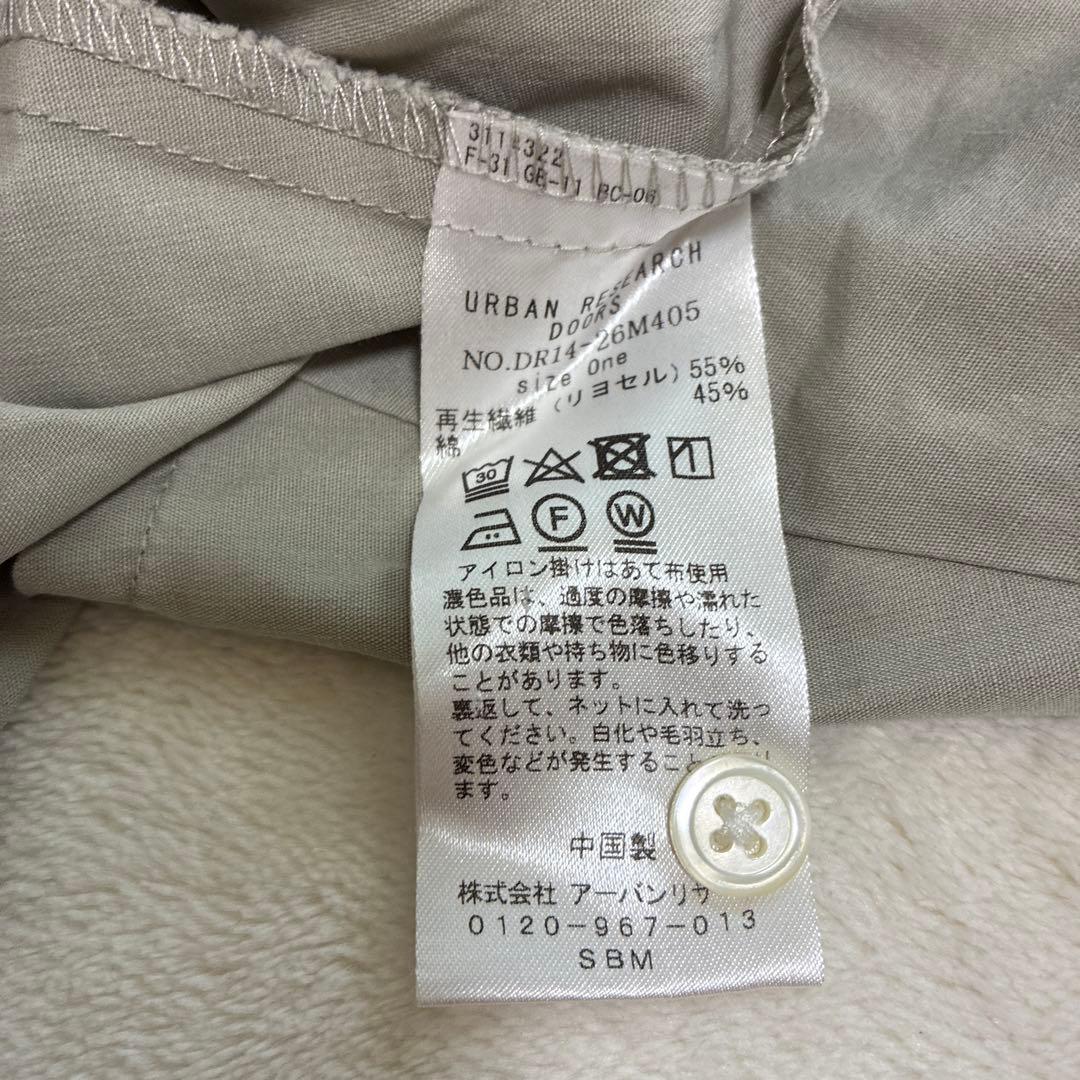 311-322
F-31 GE-11 BC-06
URBAN RESEARCH
DOORS
NO.DR14-26M405
size One
再生繊維(リヨセル)55%
綿 45%
30
F W
アイロン掛けはあて布使用
濃色品は、過度の摩擦や濡れた
状態での摩擦で色落ちしたり、
他の衣類や持ち物に色移りする
ことがあります。
裏返して、ネットに入れて洗っ
てください。白化や毛羽立ち、
変色などが発生すること
ます。
中国製
株式会社 アーバンリサ
0120-967-013
SBM